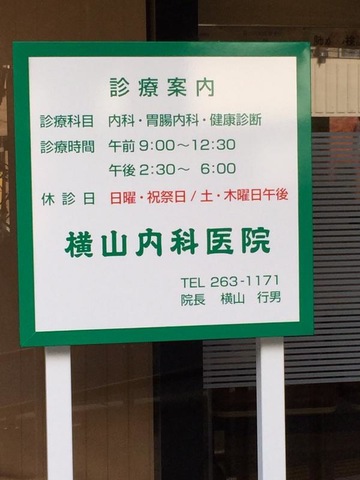 診療案内
診療科目 内科・胃腸内科・健康診断
診療時間 午前 9:00～12:30
午後 2:30～ 6:00
休診日 日曜・祝祭日/土・木曜日午後
横山内科医院
TEL 263-1171
院長 横山 行男